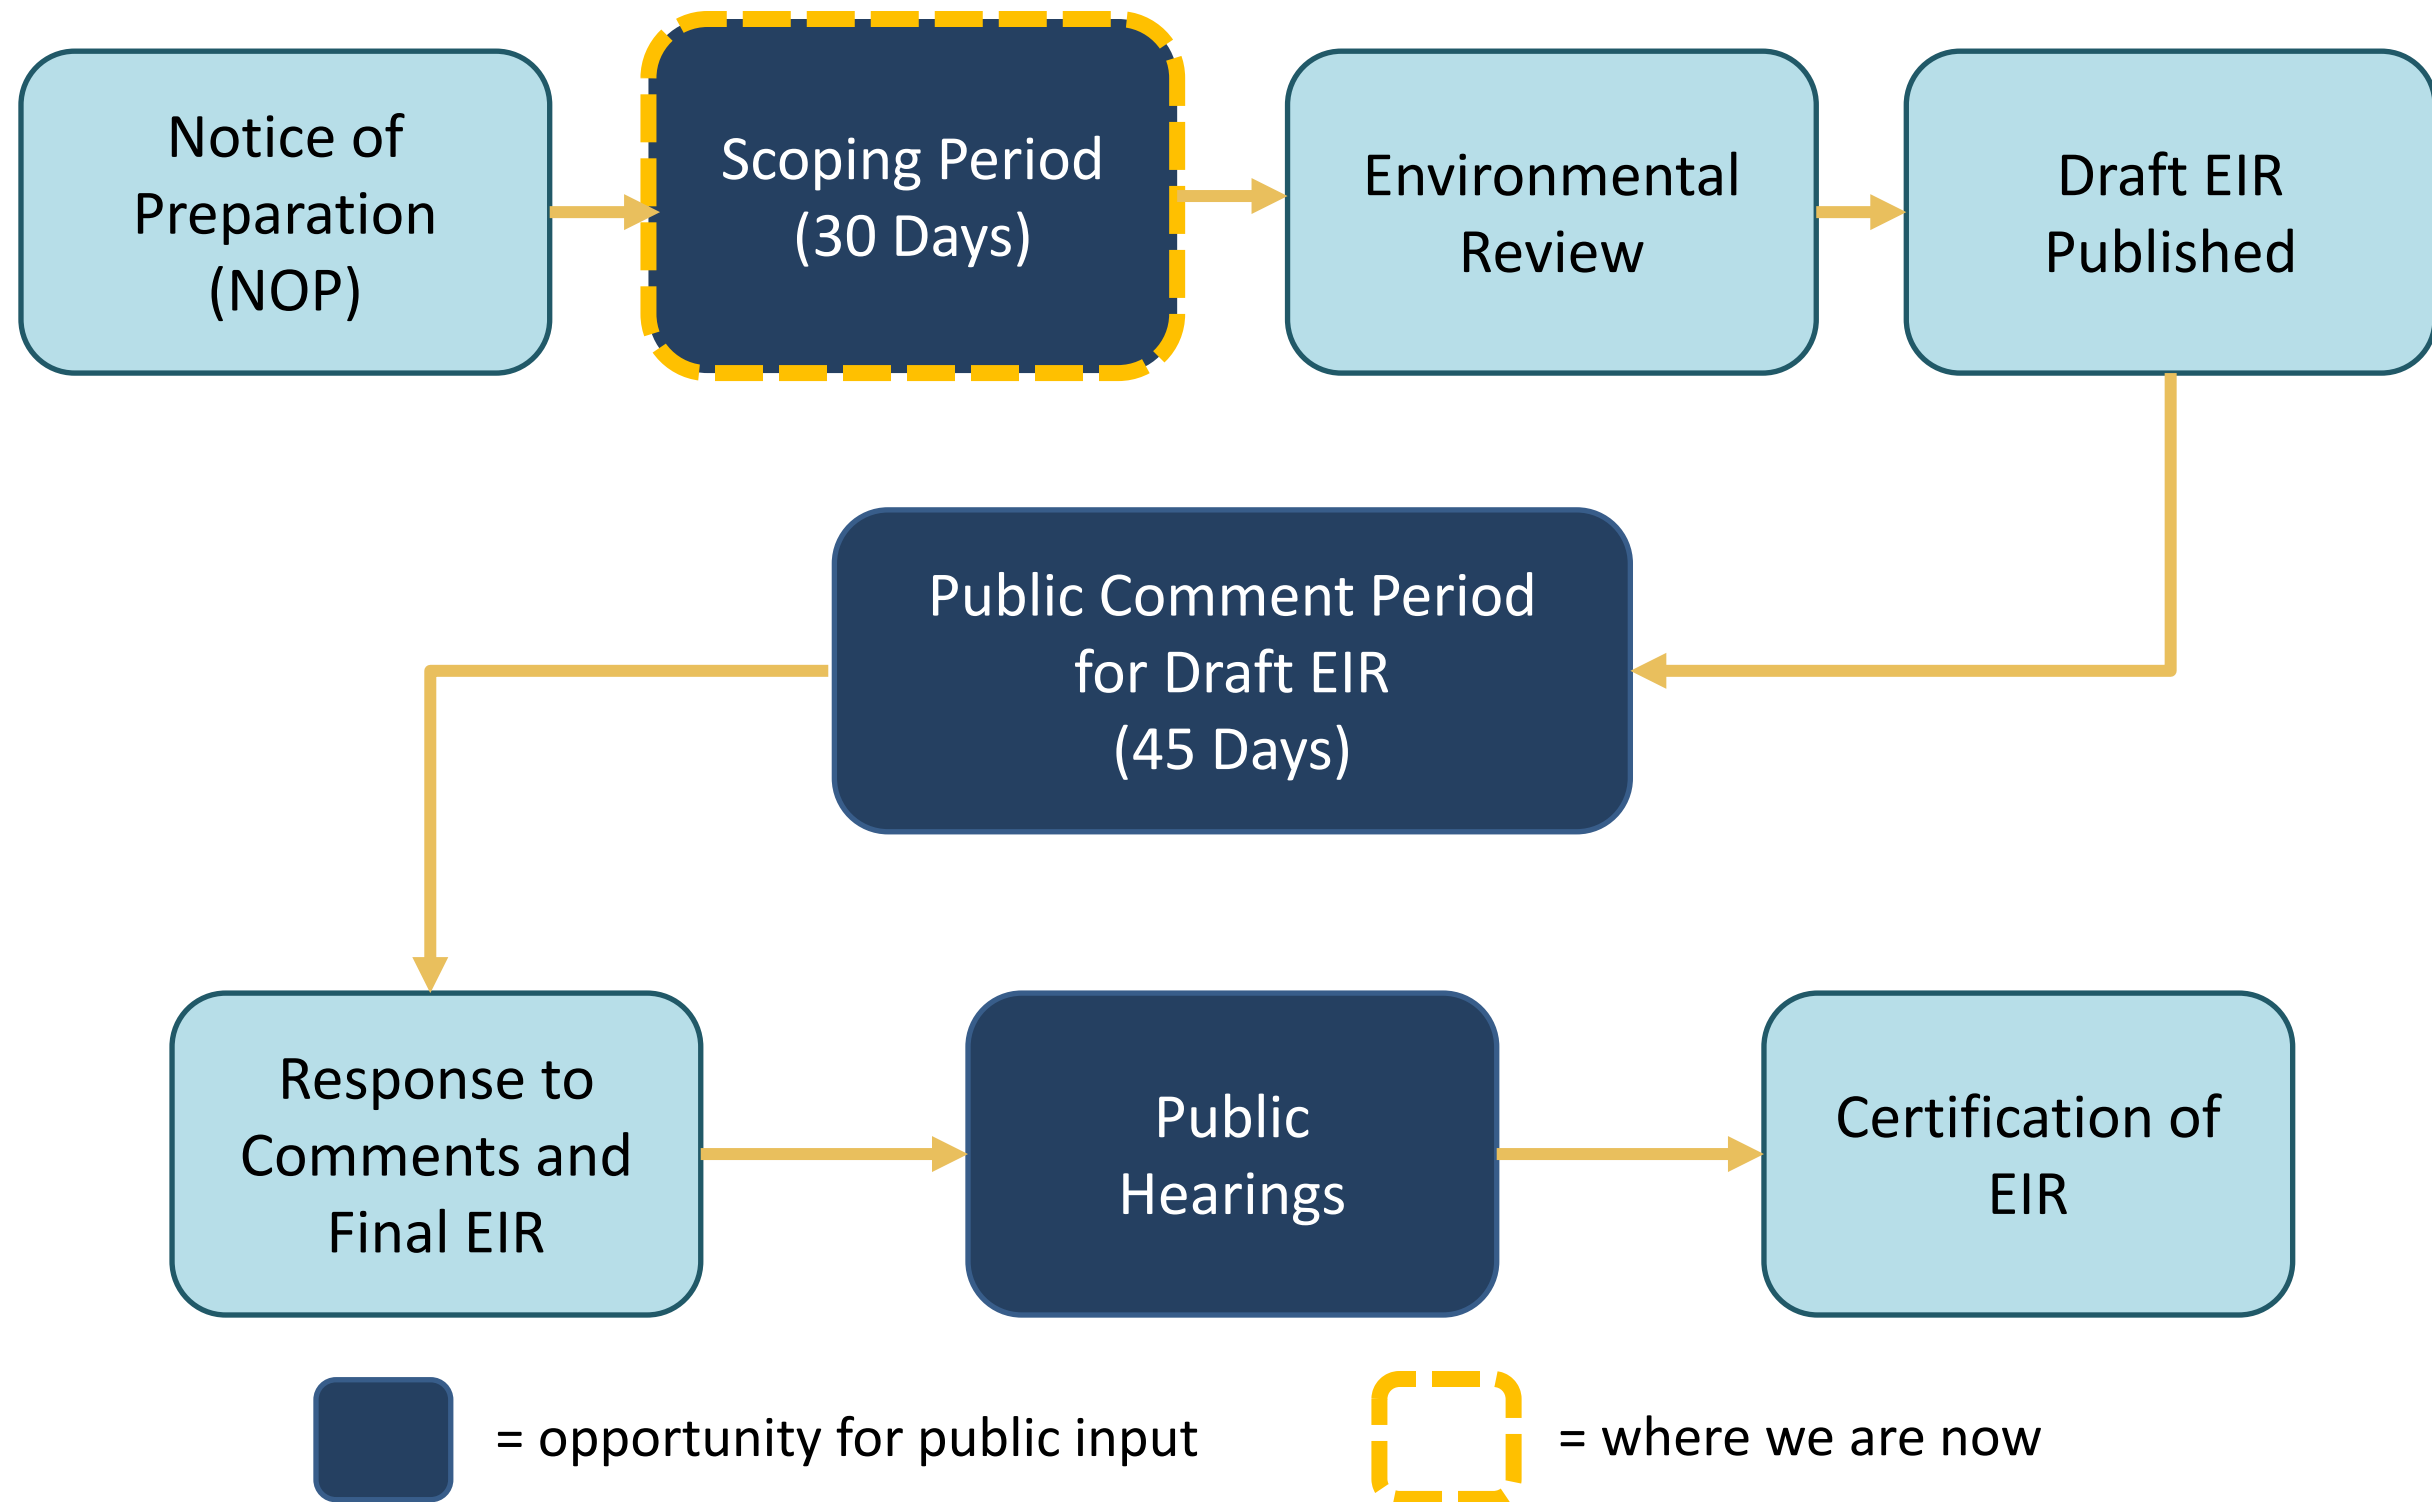 Notice of
Preparation
(NOP)
Scoping Period
(30 Days)
Environmental
Review
Draft EIR
Published
Public Comment Period
for Draft EIR
(45 Days)
Response to
Comments and
Final EIR
Public
Hearings
Certification of
EIR
= opportunity for public input
= where we are now